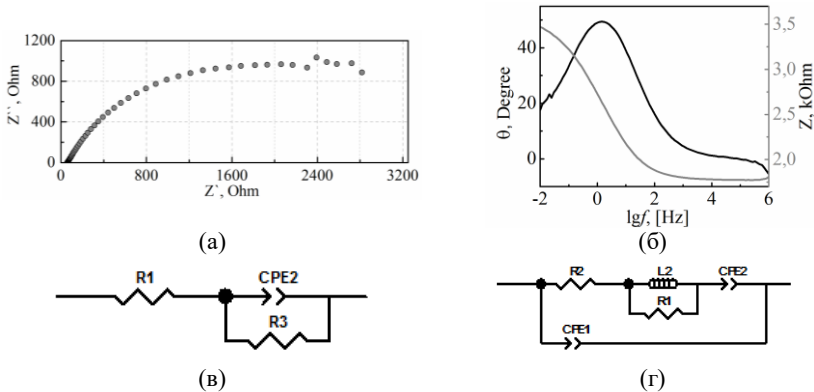 1200
800
400
0
Z``, Ohm
0 800 1600 2400 3200
Z`, Ohm
(а)
40
20
0
θ, Degree
3,5
3,0
2,5
2,0
Z, kOhm
-2 0 2 4 6
lgf, [Hz]
(б)
R1 CPE2
R3
(в)
R2 L2 CPE2
R1
CPE1
(г)